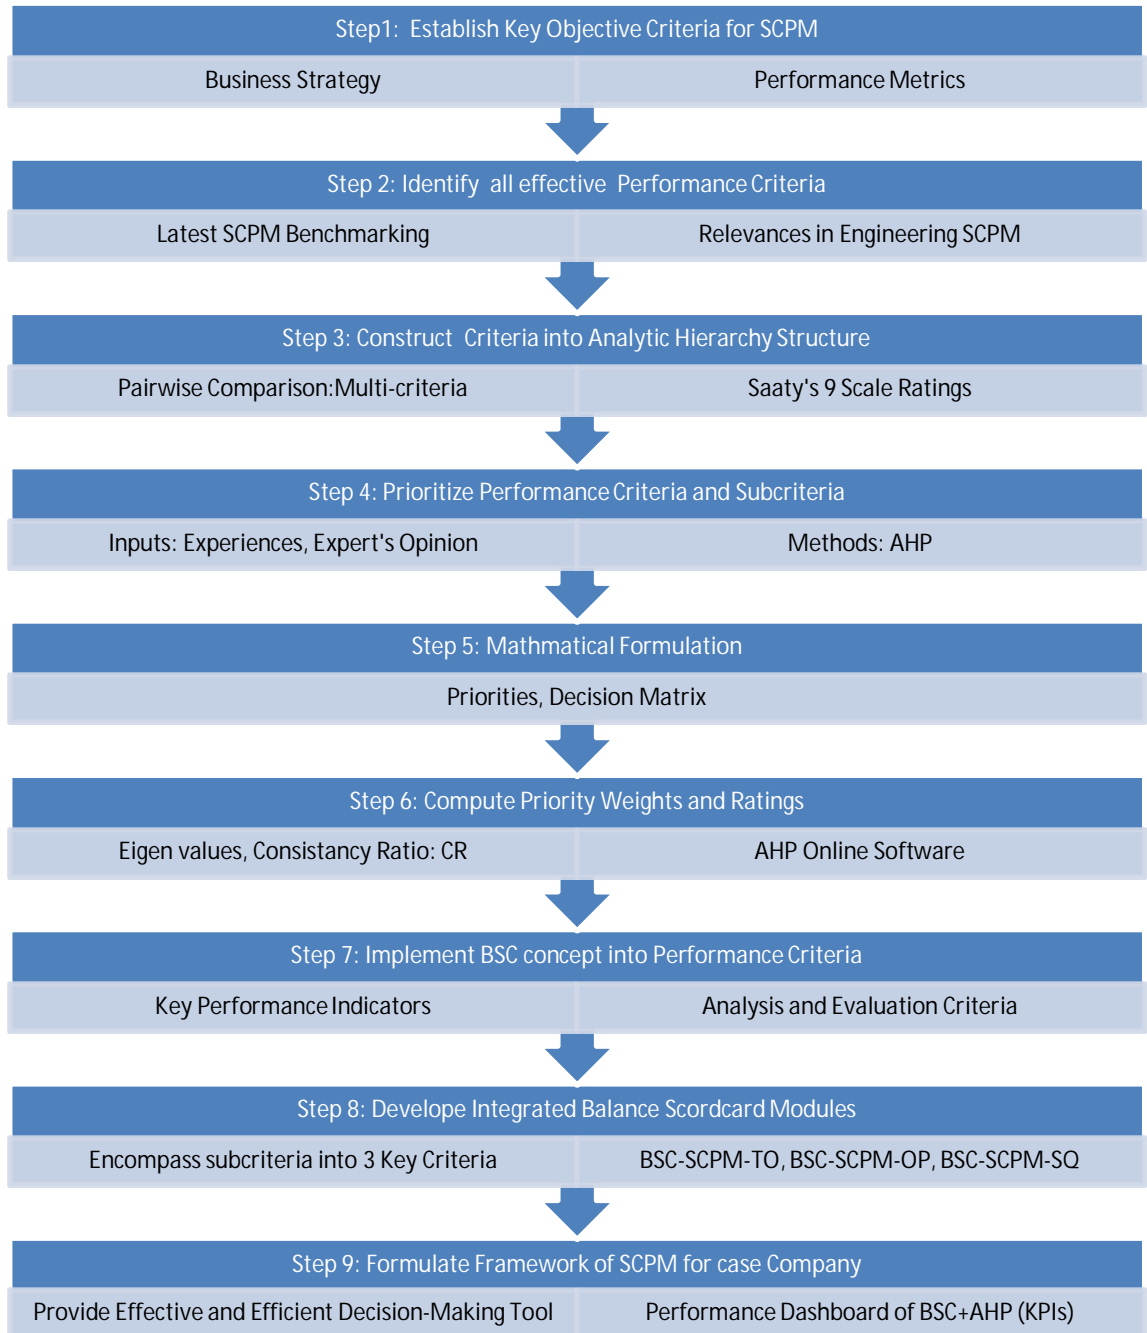 Step1: Establish Key Objective Criteria for SCPM
Business Strategy
Performance Metrics
Step 2: Identify all effective Performance Criteria
Latest SCPM Benchmarking
Relevances in Engineering SCPM
Step 3: Construct Criteria into Analytic Hierarchy Structure
Pairwise Comparison:Multi-criteria
Saaty's 9 Scale Ratings
Step 4: Prioritize Performance Criteria and Subcriteria
Inputs: Experiences, Expert's Opinion
Methods: AHP
Step 5: Mathmatical Formulation
Priorities, Decision Matrix
Step 6: Compute Priority Weights and Ratings
Eigen values, Consistancy Ratio: CR
AHP Online Software
Step 7: Implement BSC concept into Performance Criteria
Key Performance Indicators
Analysis and Evaluation Criteria
Step 8: Develope Integrated Balance Scordcard Modules
Encompass subcriteria into 3 Key Criteria
BSC-SCPM-TO, BSC-SCPM-OP, BSC-SCPM-SQ
Step 9: Formulate Framework of SCPM for case Company
Provide Effective and Efficient Decision-Making Tool
Performance Dashboard of BSC+AHP (KPIs)